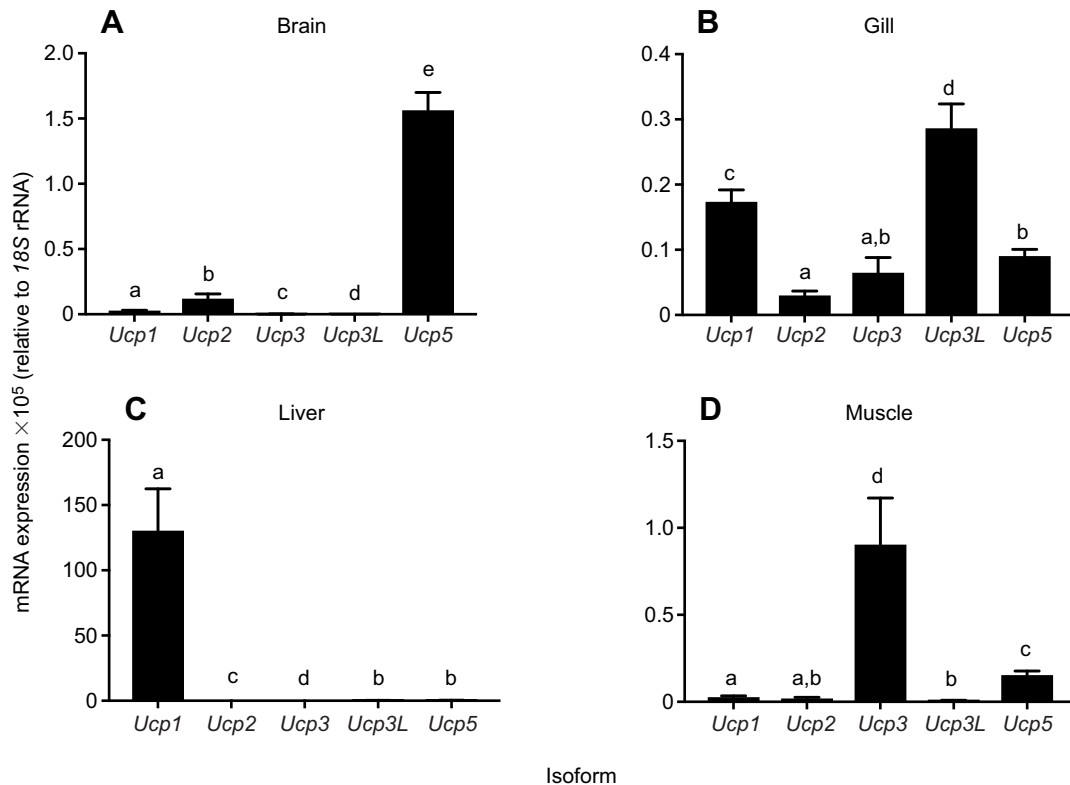 A
Brain
2.0
1.5
1.0
0.5
0
a
b
c
d
e
Ucp1 Ucp2 Ucp3 Ucp3L Ucp5
B
Gill
0.4
0.3
0.2
0.1
0
c
a
a,b
d
b
Ucp1 Ucp2 Ucp3 Ucp3L Ucp5
mRNA expression ×10⁵ (relative to 18S rRNA)
C
Liver
200
150
100
50
0
a
c
d
b
b
Ucp1 Ucp2 Ucp3 Ucp3L Ucp5
D
Muscle
1.5
1.0
0.5
0
a
a,b
d
b
c
Ucp1 Ucp2 Ucp3 Ucp3L Ucp5
Isoform